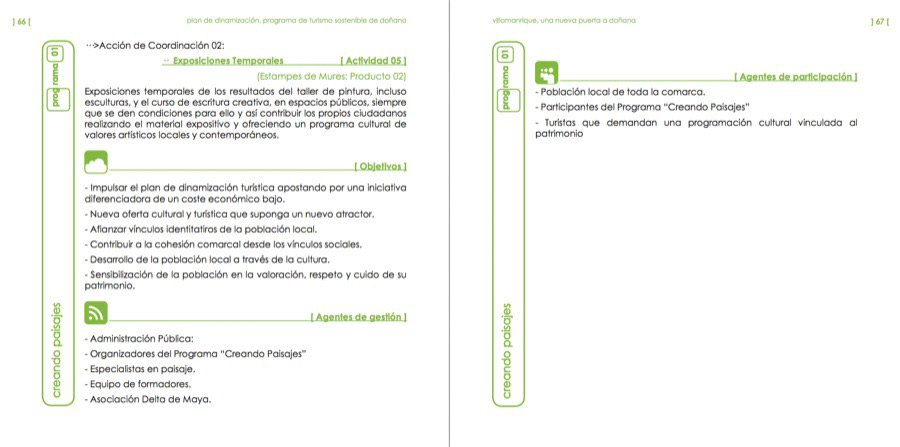 ] 66 [
plan de dinamización, programa de turismo sostenible de doñana
programa 01
creando paisajes
··>Acción de Coordinación 02:
·· Exposiciones Temporales [ Actividad 05 ]
(Estampes de Mures: Producto 02)
Exposiciones temporales de los resultados del taller de pintura, incluso
esculturas, y el curso de escritura creativa, en espacios públicos, siempre
que se den condiciones para ello y así contribuir los propios ciudadanos
realizando el material expositivo y ofreciendo un programa cultural de
valores artísticos locales y contemporáneos.
[ Objetivos ]
- Impulsar el plan de dinamización turística apostando por una iniciativa
diferenciadora de un coste económico bajo.
- Nueva oferta cultural y turística que suponga un nuevo atractor.
- Afianzar vínculos identitatiros de la población local.
- Contribuir a la cohesión comarcal desde los vínculos sociales.
- Desarrollo de la población local a través de la cultura.
- Sensibilización de la población en la valoración, respeto y cuido de su
patrimonio.
[ Agentes de gestión ]
- Administración Pública:
- Organizadores del Programa "Creando Paisajes"
- Especialistas en paisaje.
- Equipo de formadores.
- Asociación Delta de Maya.
villamanrique, una nueva puerta a doñana
] 67 [
programa 01
creando paisajes
[ Agentes de participación ]
- Población local de toda la comarca.
- Participantes del Programa "Creando Paisajes"
- Turistas que demandan una programación cultural vinculada al
patrimonio